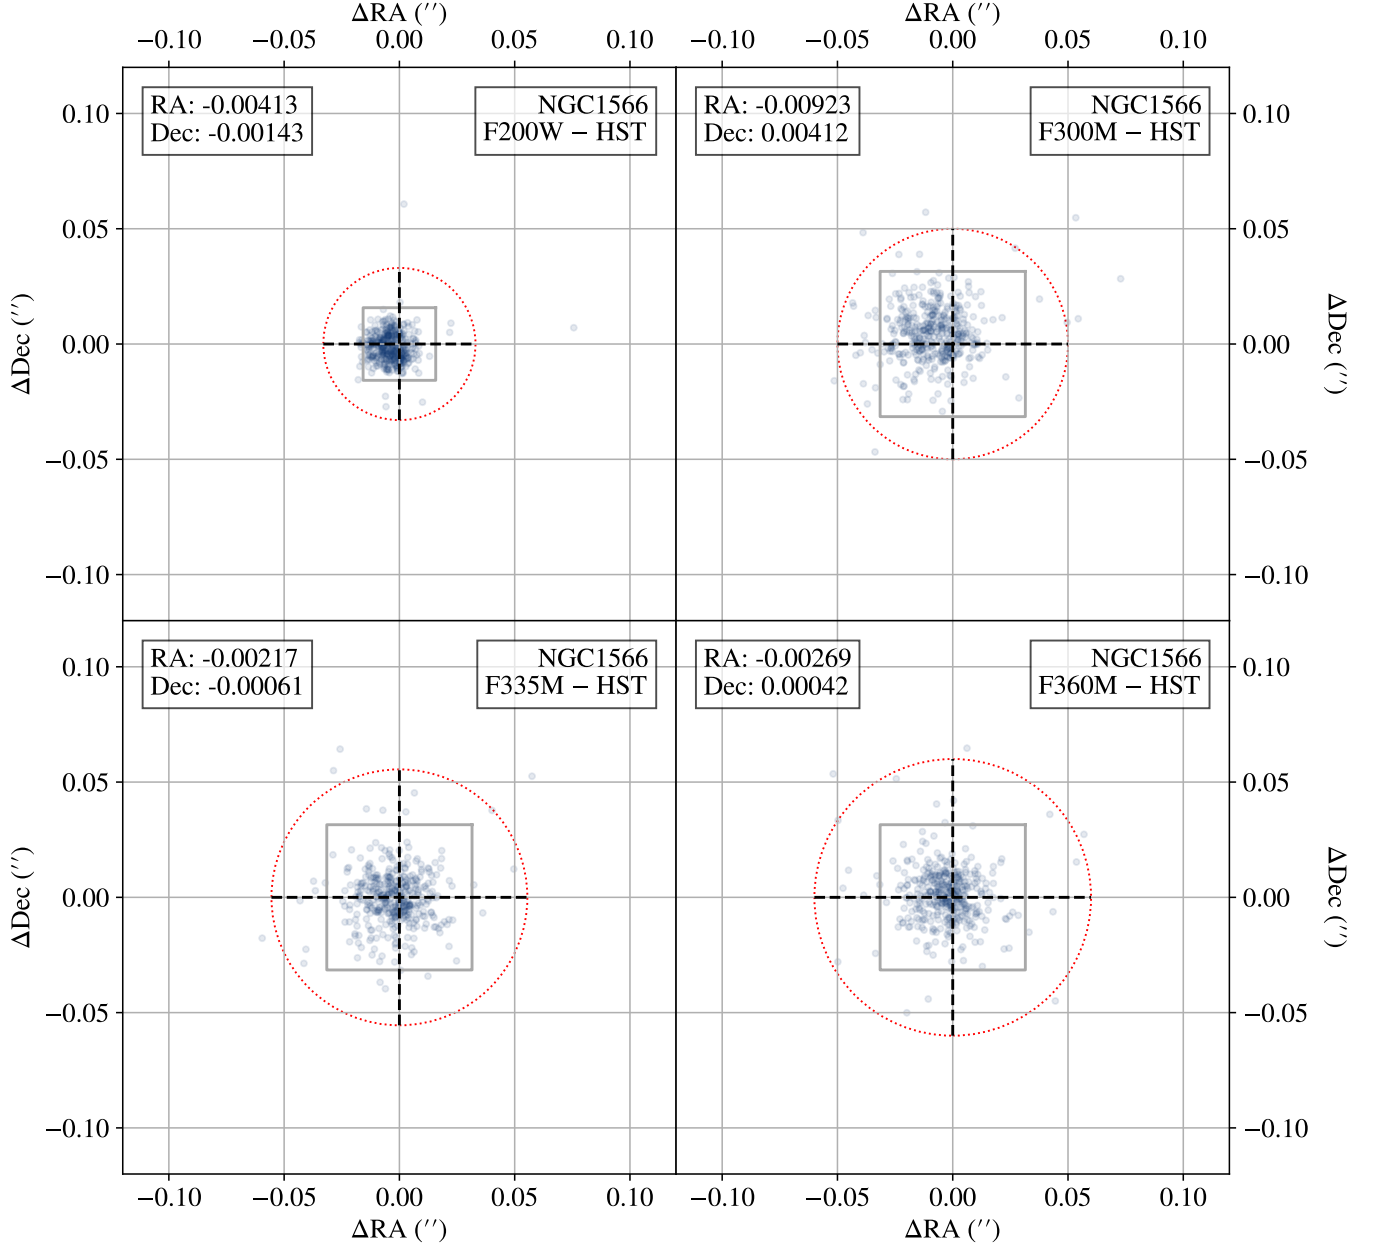 ΔRA (′′)
ΔRA (′′)
−0.10 −0.05 0.00 0.05 0.10
−0.10 −0.05 0.00 0.05 0.10
RA: -0.00413
Dec: -0.00143
NGC1566
F200W − HST
RA: -0.00923
Dec: 0.00412
NGC1566
F300M − HST
0.10
0.05
0.00
−0.05
−0.10
ΔDec (′′)
0.10
0.05
0.00
−0.05
−0.10
ΔDec (′′)
RA: -0.00217
Dec: -0.00061
NGC1566
F335M − HST
RA: -0.00269
Dec: 0.00042
NGC1566
F360M − HST
0.10
0.05
0.00
−0.05
−0.10
ΔDec (′′)
0.10
0.05
0.00
−0.05
−0.10
ΔDec (′′)
−0.10 −0.05 0.00 0.05 0.10
−0.10 −0.05 0.00 0.05 0.10
ΔRA (′′)
ΔRA (′′)